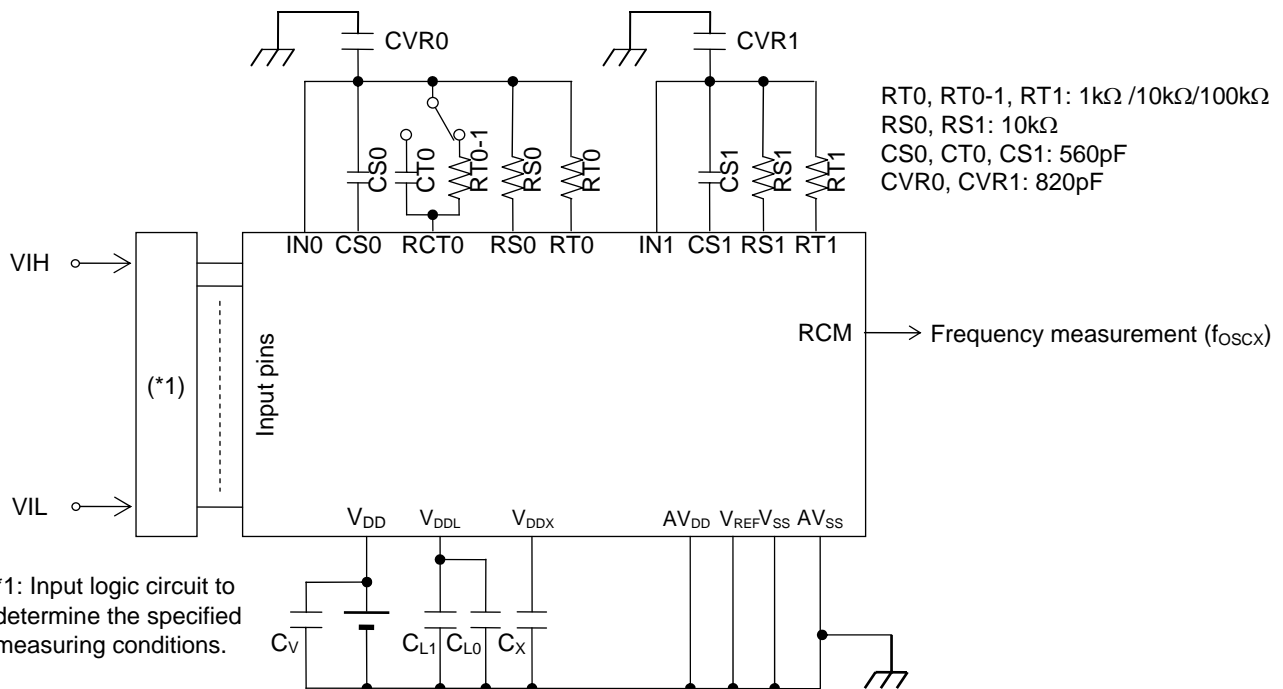 CVR0
CVR1
RT0, RT0-1, RT1: 1kΩ /10kΩ/100kΩ
RS0, RS1: 10kΩ
CS0, CT0, CS1: 560pF
CVR0, CVR1: 820pF
CS0
CT0
RT0-1
RS0
RT0
CS1
RS1
RT1
IN0 CS0 RCT0 RS0 RT0
IN1 CS1 RS1 RT1
VIH
(*1)
Input pins
RCM
Frequency measurement (fOSCX)
VIL
VDD VDDL VDDX AVDD VREF VSS AVSS
*1: Input logic circuit to
determine the specified
measuring conditions.
CV CL1 CL0 CX